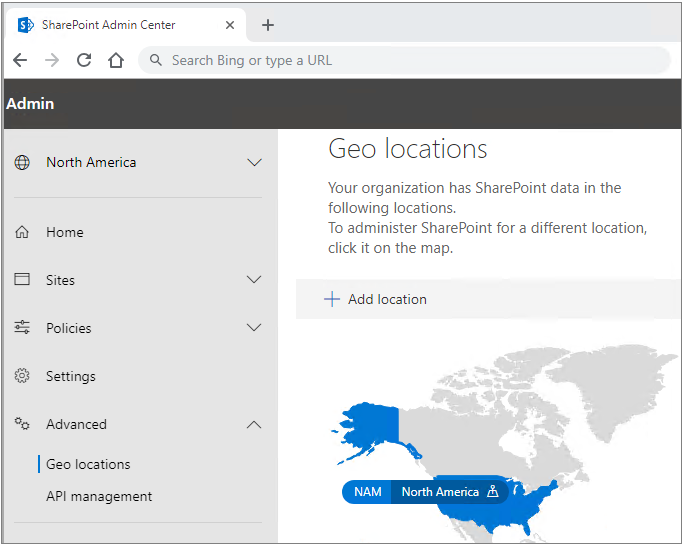 SharePoint Admin Center
Search Bing or type a URL
Admin
North America
Home
Sites
Policies
Settings
Advanced
Geo locations
API management
Geo locations
Your organization has SharePoint data in the
following locations.
To administer SharePoint for a different location,
click it on the map.
Add location
NAM North America